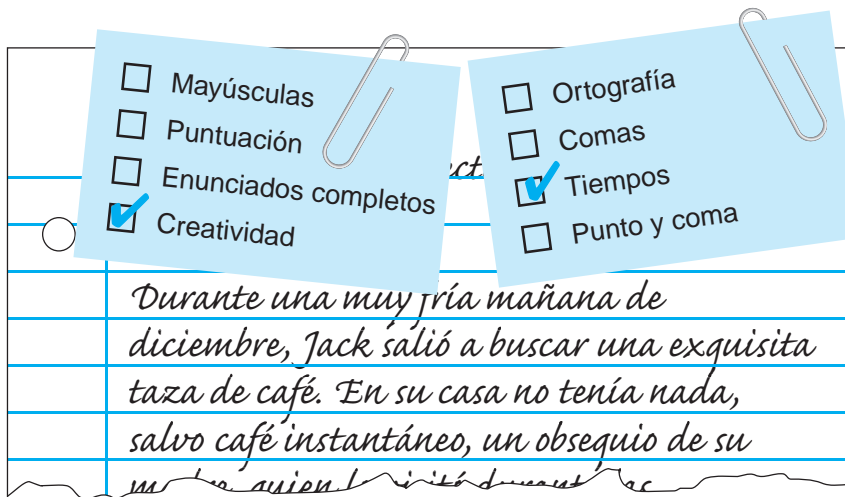 Mayúsculas
Puntuación
Enunciados completos
Creatividad
Ortografía
Comas
Tiempos
Punto y coma
Durante una muy fría mañana de
diciembre, Jack salió a buscar una exquisita
taza de café. En su casa no tenía nada,
salvo café instantáneo, un obsequio de su